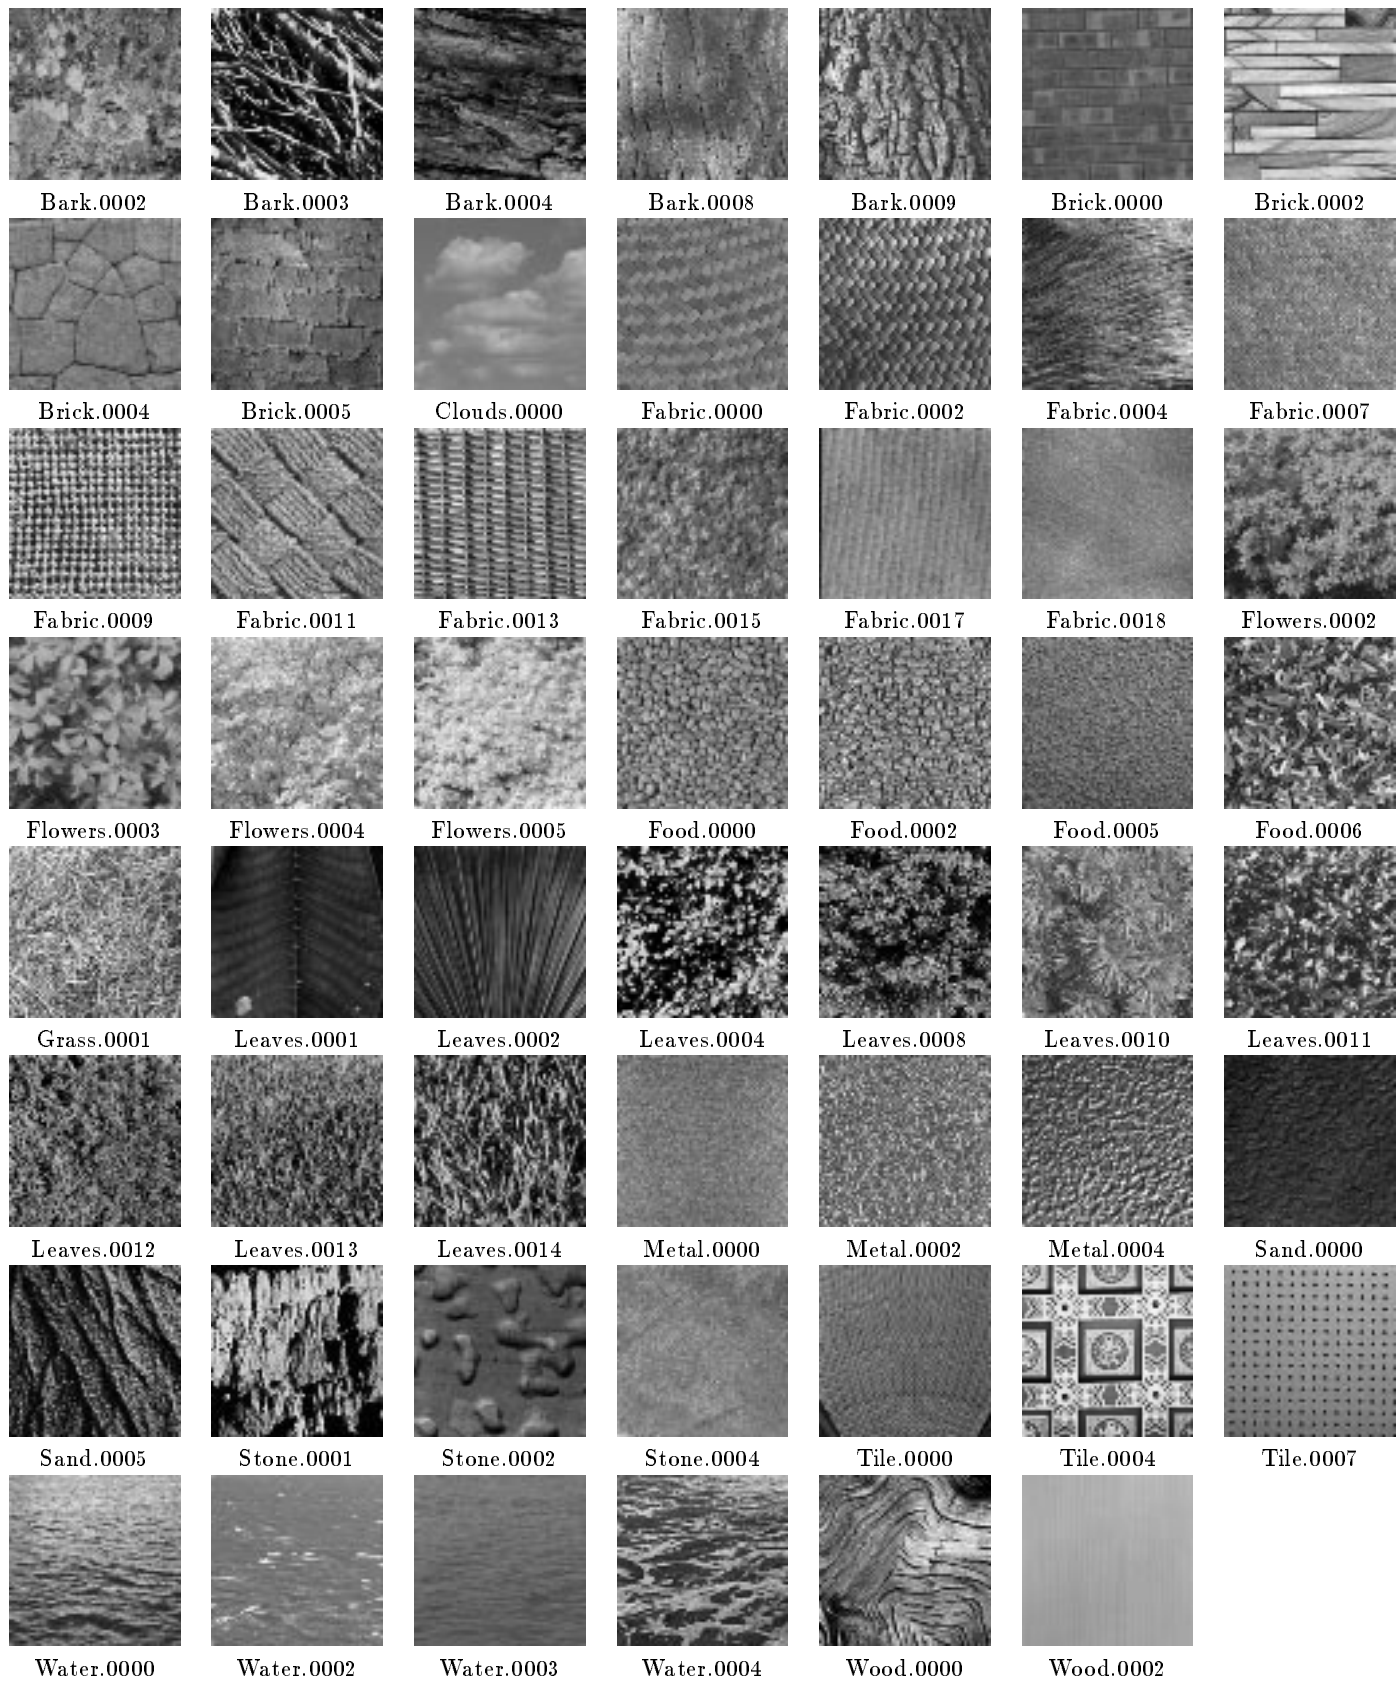 Bark.0002 Bark.0003 Bark.0004 Bark.0008 Bark.0009 Brick.0000 Brick.0002
Brick.0004 Brick.0005 Clouds.0000 Fabric.0000 Fabric.0002 Fabric.0004 Fabric.0007
Fabric.0009 Fabric.0011 Fabric.0013 Fabric.0015 Fabric.0017 Fabric.0018 Flowers.0002
Flowers.0003 Flowers.0004 Flowers.0005 Food.0000 Food.0002 Food.0005 Food.0006
Grass.0001 Leaves.0001 Leaves.0002 Leaves.0004 Leaves.0008 Leaves.0010 Leaves.0011
Leaves.0012 Leaves.0013 Leaves.0014 Metal.0000 Metal.0002 Metal.0004 Sand.0000
Sand.0005 Stone.0001 Stone.0002 Stone.0004 Tile.0000 Tile.0004 Tile.0007
Water.0000 Water.0002 Water.0003 Water.0004 Wood.0000 Wood.0002